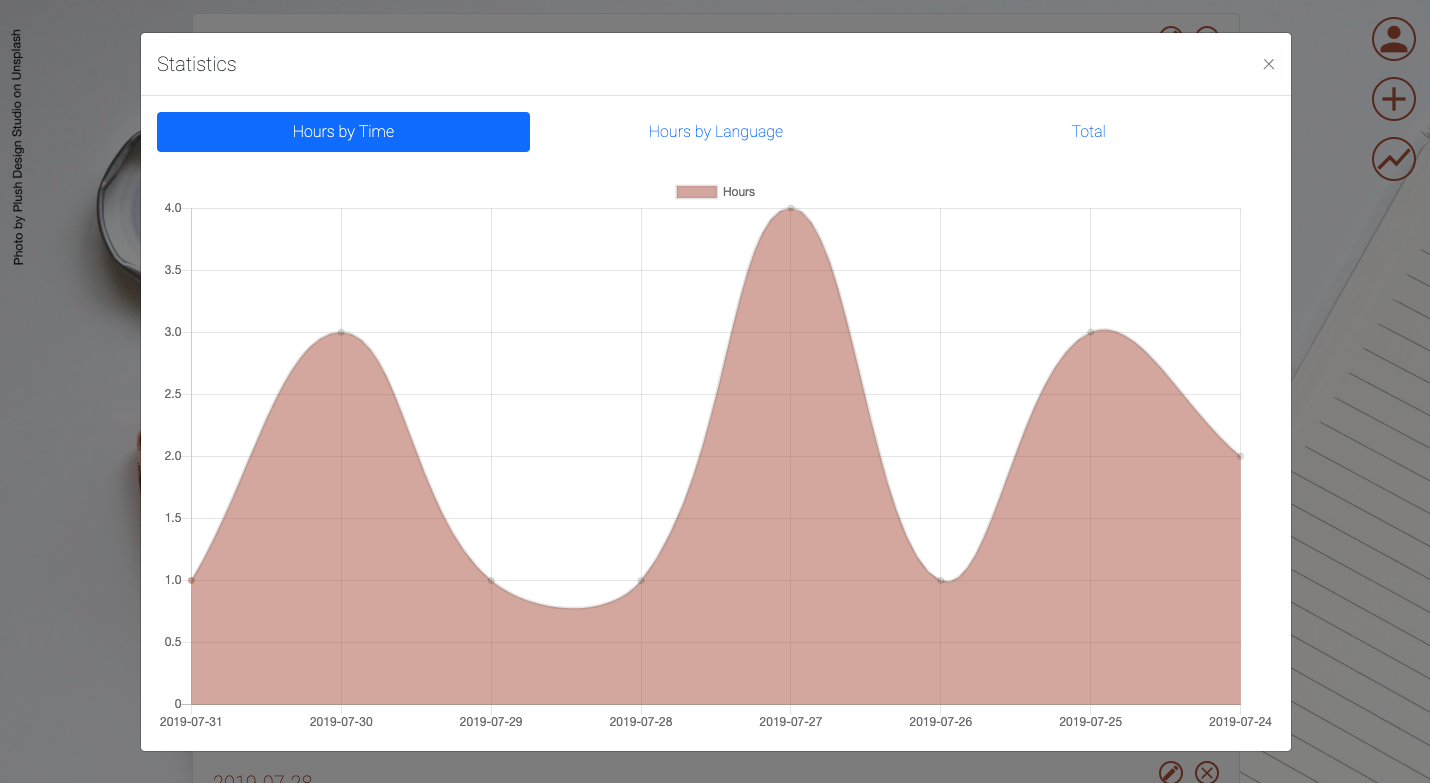 Photo by Plush Design Studio on Unsplash
Statistics
Hours by Time
Hours by Language
Total
Hours
4.0
3.5
3.0
2.5
2.0
1.5
1.0
0.5
0
2019-07-31 2019-07-30 2019-07-29 2019-07-28 2019-07-27 2019-07-26 2019-07-25 2019-07-24
2019-07-28